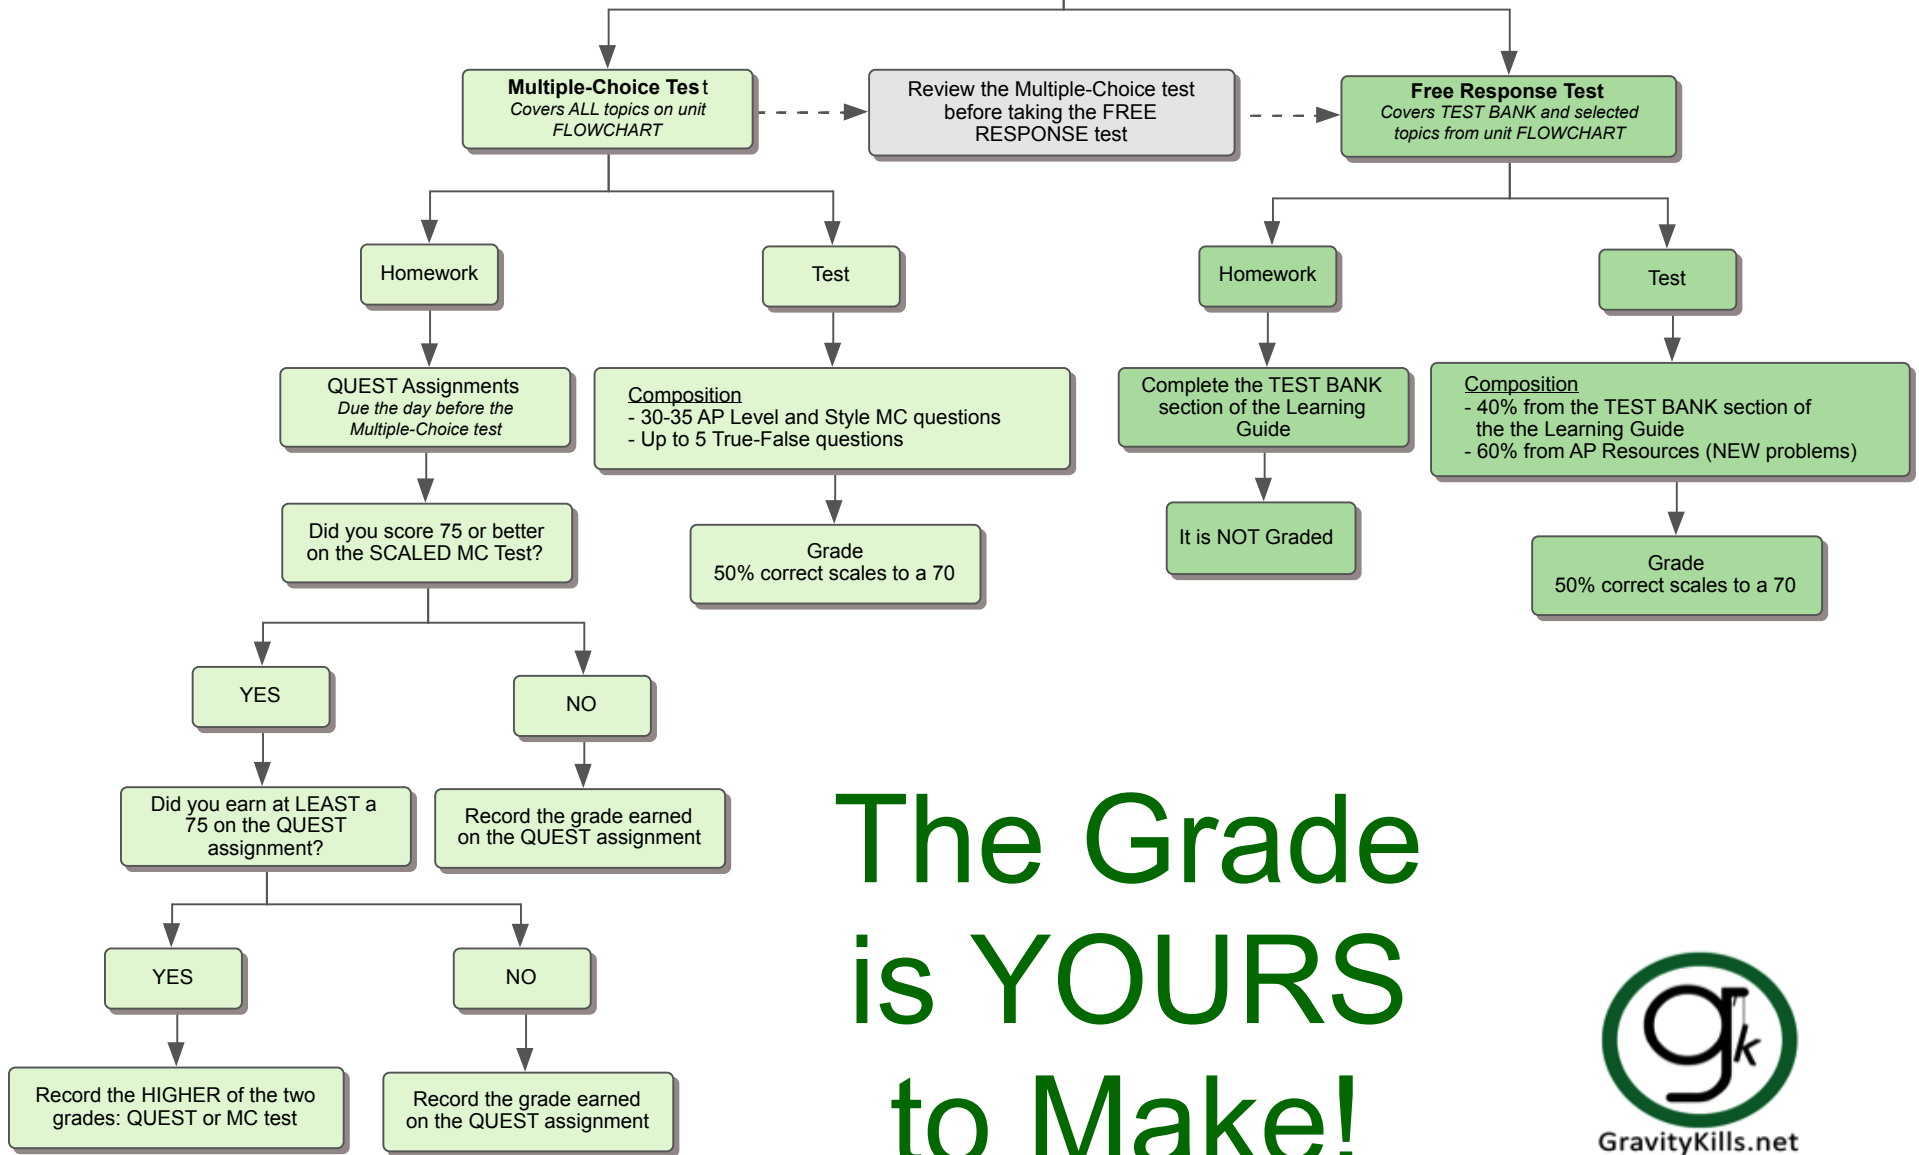 Multiple-Choice Test
Covers ALL topics on unit
FLOWCHART
Review the Multiple-Choice test
before taking the FREE
RESPONSE test
Free Response Test
Covers TEST BANK and selected
topics from unit FLOWCHART
Homework
Test
Homework
Test
QUEST Assignments
Due the day before the
Multiple-Choice test
Composition
- 30-35 AP Level and Style MC questions
- Up to 5 True-False questions
Complete the TEST BANK
section of the Learning
Guide
Composition
- 40% from the TEST BANK section of
the the Learning Guide
- 60% from AP Resources (NEW problems)
Did you score 75 or better
on the SCALED MC Test?
Grade
50% correct scales to a 70
It is NOT Graded
Grade
50% correct scales to a 70
YES
NO
Did you earn at LEAST a
75 on the QUEST
assignment?
Record the grade earned
on the QUEST assignment
YES
NO
Record the HIGHER of the two
grades: QUEST or MC test
Record the grade earned
on the QUEST assignment
The Grade
is YOURS
to Make!
gk
GravityKills.net